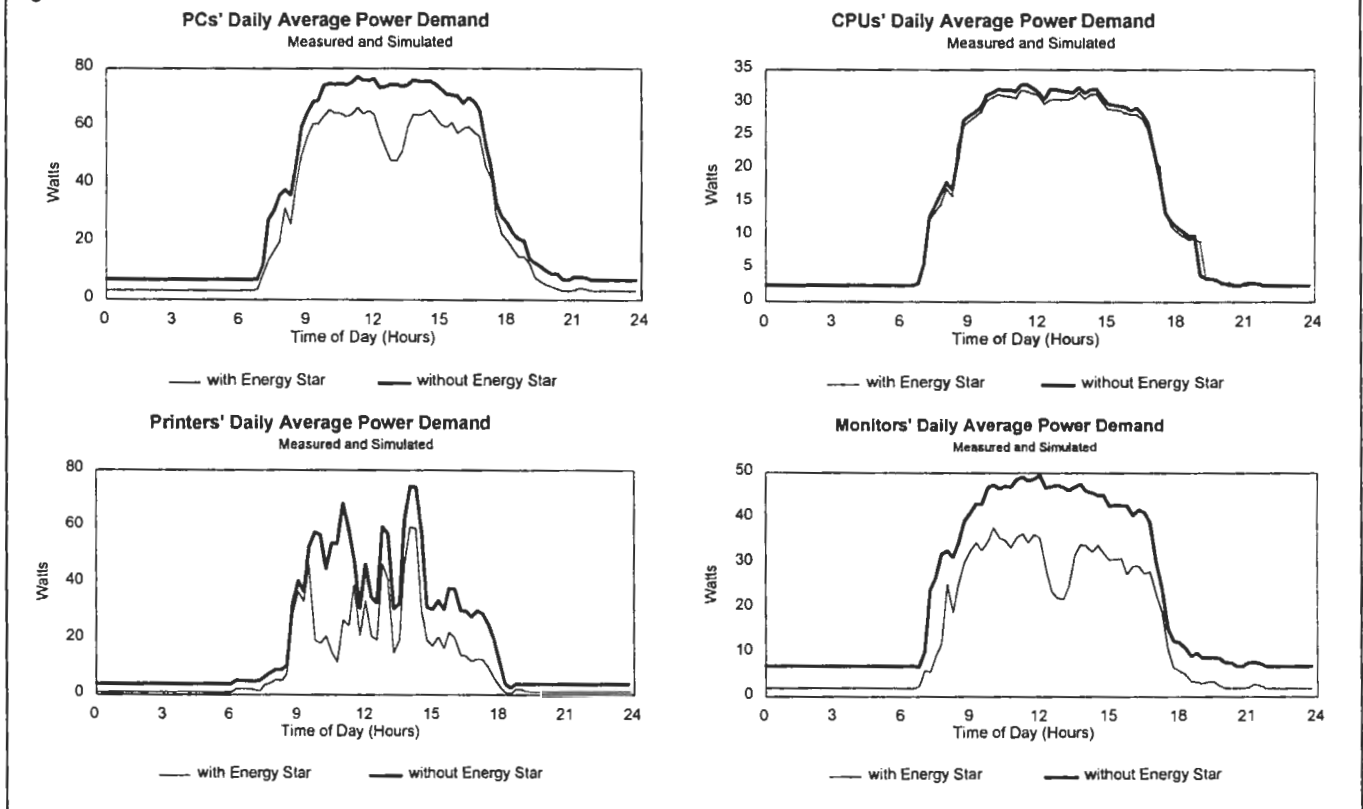 PCs' Daily Average Power Demand
Measured and Simulated
80
60
40
20
0
Watts
0 3 6 9 12 15 18 21 24
Time of Day (Hours)
with Energy Star without Energy Star
CPUs' Daily Average Power Demand
Measured and Simulated
35
30
25
20
15
10
5
0
Watts
0 3 6 9 12 15 18 21 24
Time of Day (Hours)
with Energy Star without Energy Star
Printers' Daily Average Power Demand
Measured and Simulated
80
60
40
20
0
Watts
0 3 6 9 12 15 18 21 24
Time of Day (Hours)
with Energy Star without Energy Star
Monitors' Daily Average Power Demand
Measured and Simulated
50
40
30
20
10
0
Watts
0 3 6 9 12 15 18 21 24
Time of Day (Hours)
with Energy Star without Energy Star